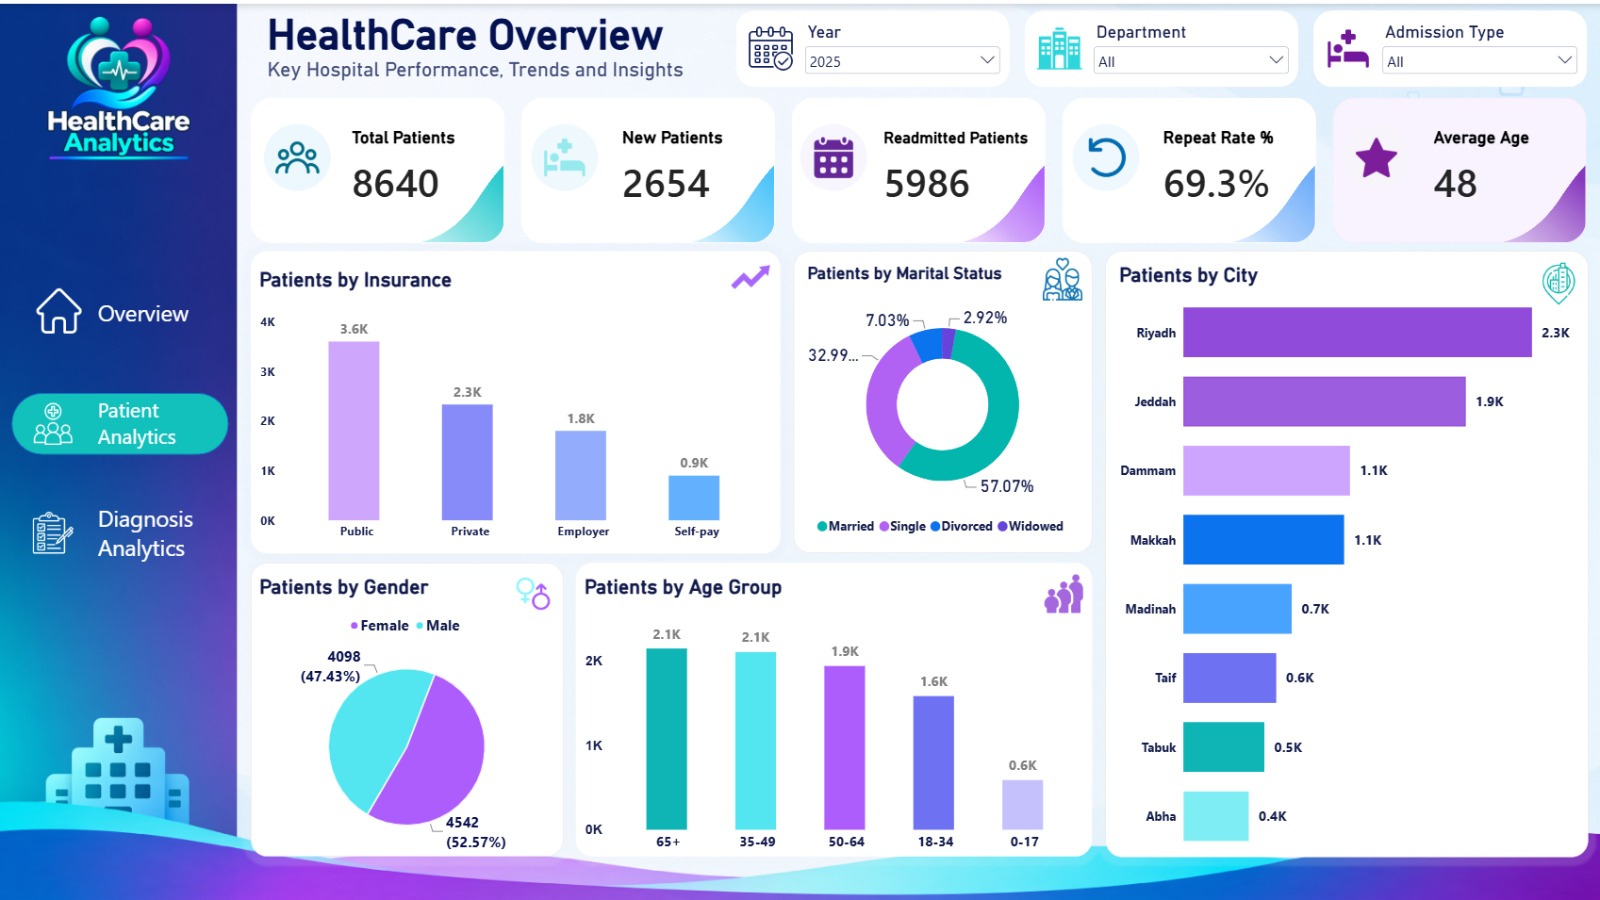 HealthCare
Analytics
Overview
Patient
Analytics
Diagnosis
Analytics
HealthCare Overview
Key Hospital Performance, Trends and Insights
Year
2025
Department
All
Admission Type
All
Total Patients
8640
New Patients
2654
Readmitted Patients
5986
Repeat Rate %
69.3%
Average Age
48
Patients by Insurance
4K
3K
2K
1K
0K
3.6K
2.3K
1.8K
0.9K
Public
Private
Employer
Self-pay
Patients by Marital Status
7.03%
2.92%
32.99...
57.07%
Married
Single
Divorced
Widowed
Patients by City
Riyadh
2.3K
Jeddah
1.9K
Dammam
1.1K
Makkah
1.1K
Madinah
0.7K
Taif
0.6K
Tabuk
0.5K
Abha
0.4K
Patients by Gender
Female
Male
4098
(47.43%)
4542
(52.57%)
Patients by Age Group
2K
1K
0K
2.1K
2.1K
1.9K
1.6K
0.6K
65+
35-49
50-64
18-34
0-17